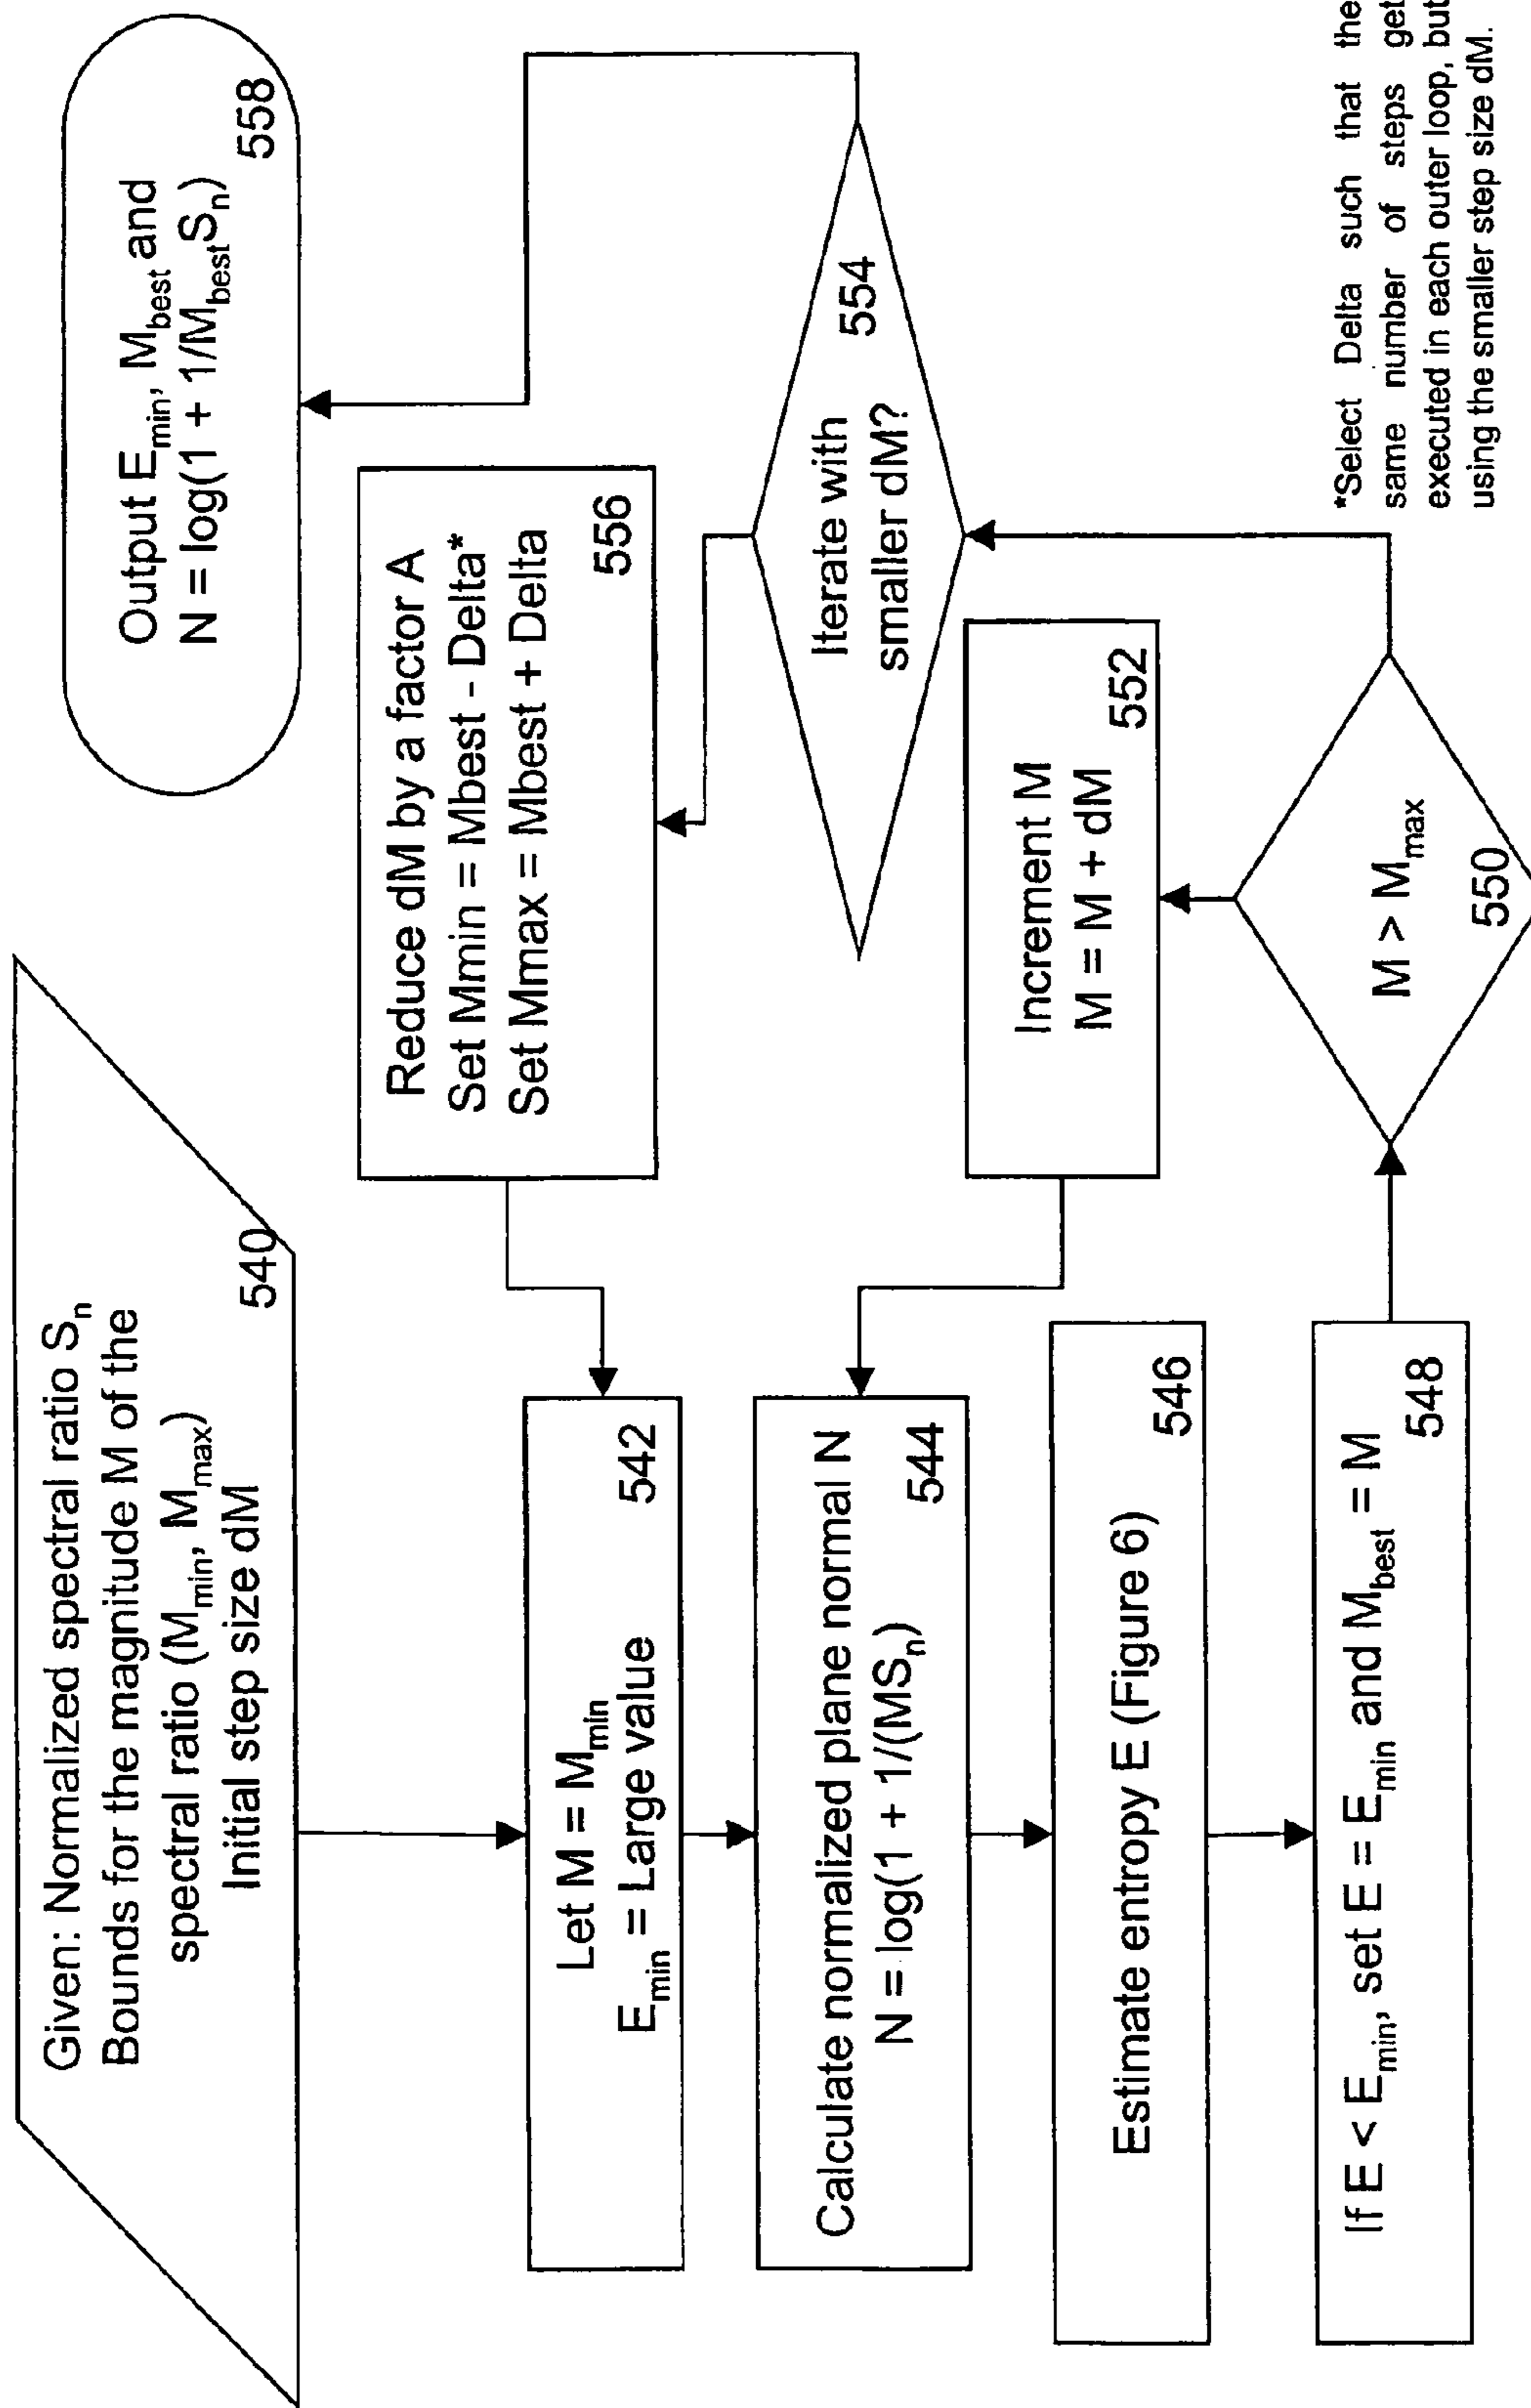 Given: Normalized spectral ratio Sn
Bounds for the magnitude M of the
spectral ratio (Mmin, Mmax)
Initial step size dM
540
Let M = Mmin
Emin = Large value
542
Calculate normalized plane normal N
N = log(1 + 1/(MSn)
544
Estimate entropy E (Figure 6)
546
If E < Emin, set E = Emin and Mbest = M
548
M > Mmax
550
Increment M
M = M + dM
552
Iterate with
smaller dM?
554
Reduce dM by a factor A
Set Mmin = Mbest - Delta*
Set Mmax = Mbest + Delta
556
Output Emin, Mbest and
N = log(1 + 1/MbestSn)
558
*Select Delta such that the
same number of steps get
executed in each outer loop, but
using the smaller step size dM.